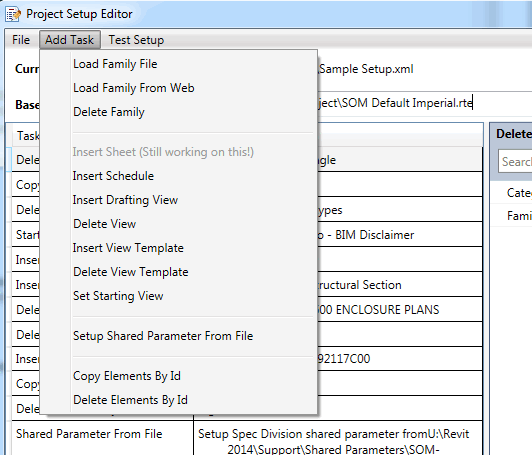 Project Setup Editor
File Add Task Test Setup
Load Family File
Load Family From Web
Delete Family
Insert Sheet (Still working on this!)
Insert Schedule
Insert Drafting View
Delete View
Insert View Template
Delete View Template
Set Starting View
Setup Shared Parameter From File
Copy Elements By Id
Delete Elements By Id
Curr \Sample Setup.xml
Base ject\SOM Default Imperial.rte
Task
Dele gle
Copy
Dele ypes
Start o - BIM Disclaimer
Inser
Inser tructural Section
Dele 00 ENCLOSURE PLANS
Dele
Inser 92117C00
Copy
Dele
Shared Parameter From File Setup Spec Division shared parameter fromU:\Revit
2014\Support\Shared Parameters\SOM-
Delete
Search
Cate
Fami